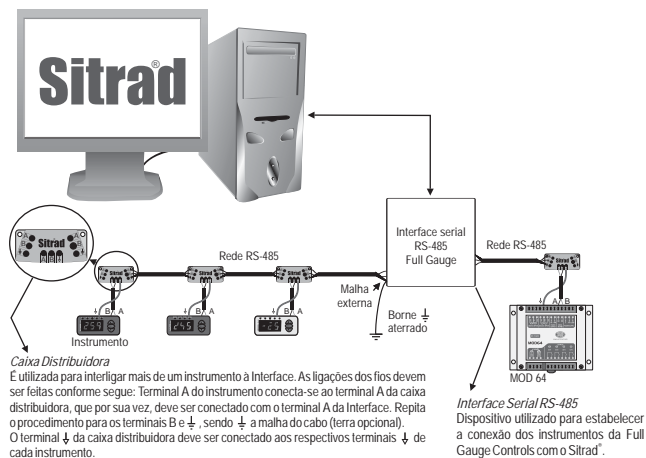 Sitrad®
A
B
Sitrad
A
B
A B
Sitrad
Rede RS-485
Sitrad
Sitrad
Interface serial
RS-485
Full Gauge
Rede RS-485
Sitrad
Malha
externa
Borne ⏚
aterrado
B A
B A
B A
A B
Instrumento
MOD 64
Caixa Distribuidora
É utilizada para interligar mais de um instrumento à Interface. As ligações dos fios devem
ser feitas conforme segue: Terminal A do instrumento conecta-se ao terminal A da caixa
distribuidora, que por sua vez, deve ser conectado com o terminal A da Interface. Repita
o procedimento para os terminais B e ⏚ , sendo ⏚ a malha do cabo (terra opcional).
O terminal ⏚ da caixa distribuidora deve ser conectado aos respectivos terminais ⏚ de
cada instrumento.
Interface Serial RS-485
Dispositivo utilizado para estabelecer
a conexão dos instrumentos da Full
Gauge Controls com o Sitrad®.